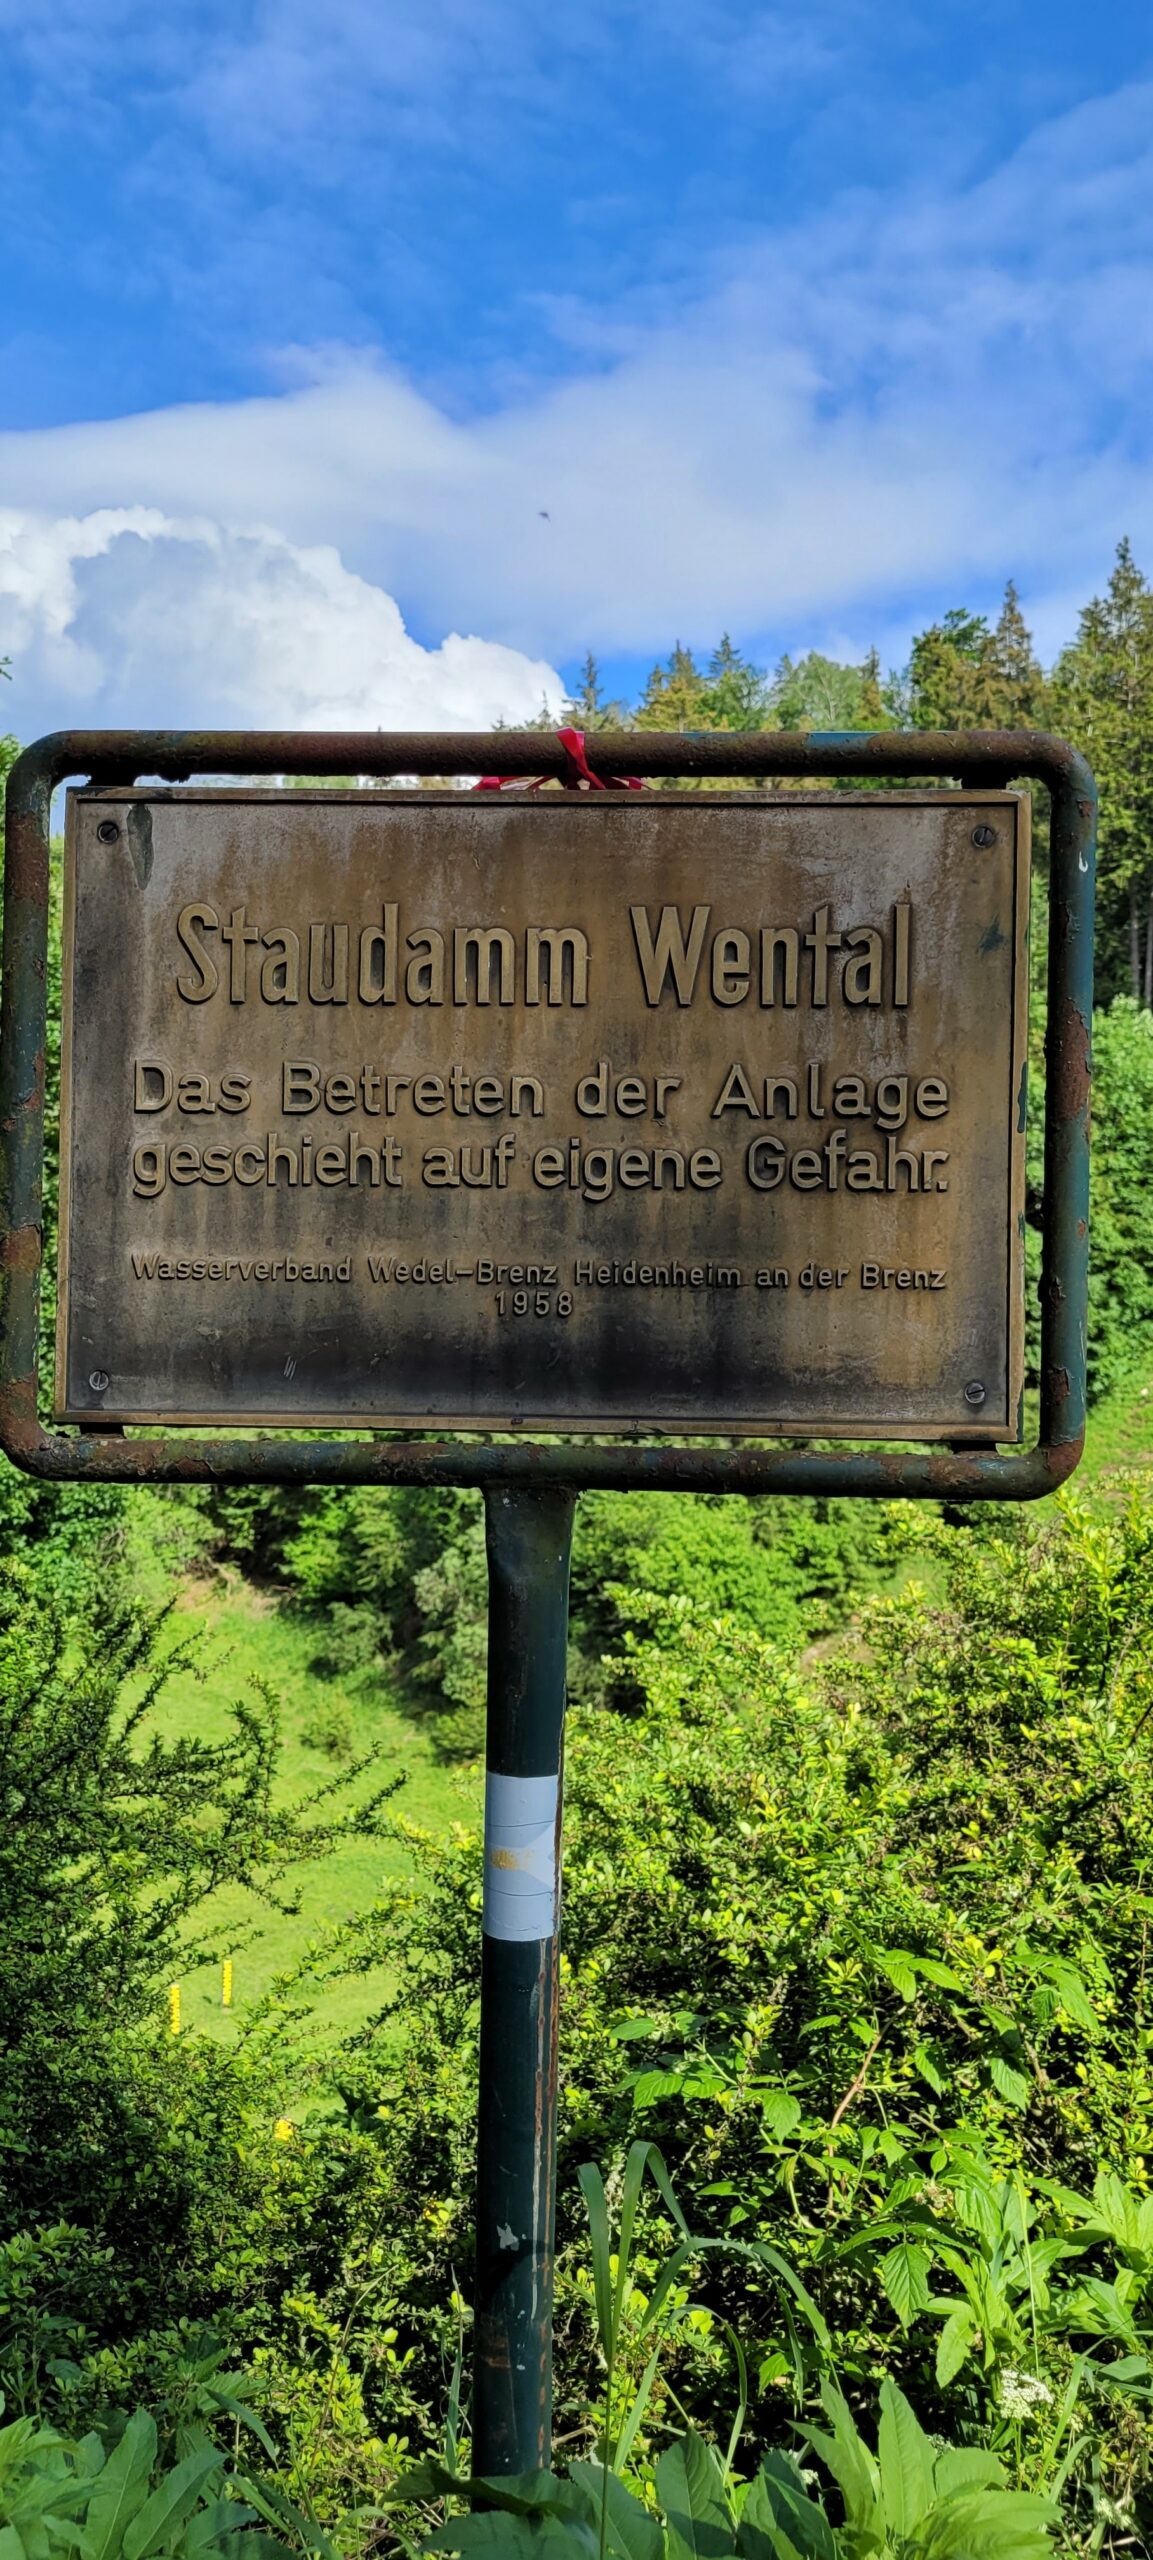 Staudamm Wental
Das Betreten der Anlage
geschieht auf eigene Gefahr.
Wasserverband Wedel-Brenz Heidenheim an der Brenz
1958